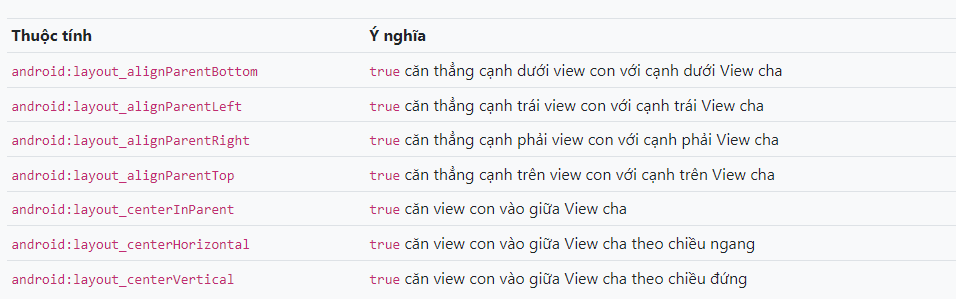 Thuộc tính Ý nghĩa
android:layout_alignParentBottom true căn thẳng cạnh dưới view con với cạnh dưới View cha
android:layout_alignParentLeft true căn thẳng cạnh trái view con với cạnh trái View cha
android:layout_alignParentRight true căn thẳng cạnh phải view con với cạnh phải View cha
android:layout_alignParentTop true căn thẳng cạnh trên view con với cạnh trên View cha
android:layout_centerInParent true căn view con vào giữa View cha
android:layout_centerHorizontal true căn view con vào giữa View cha theo chiều ngang
android:layout_centerVertical true căn view con vào giữa View cha theo chiều đứng